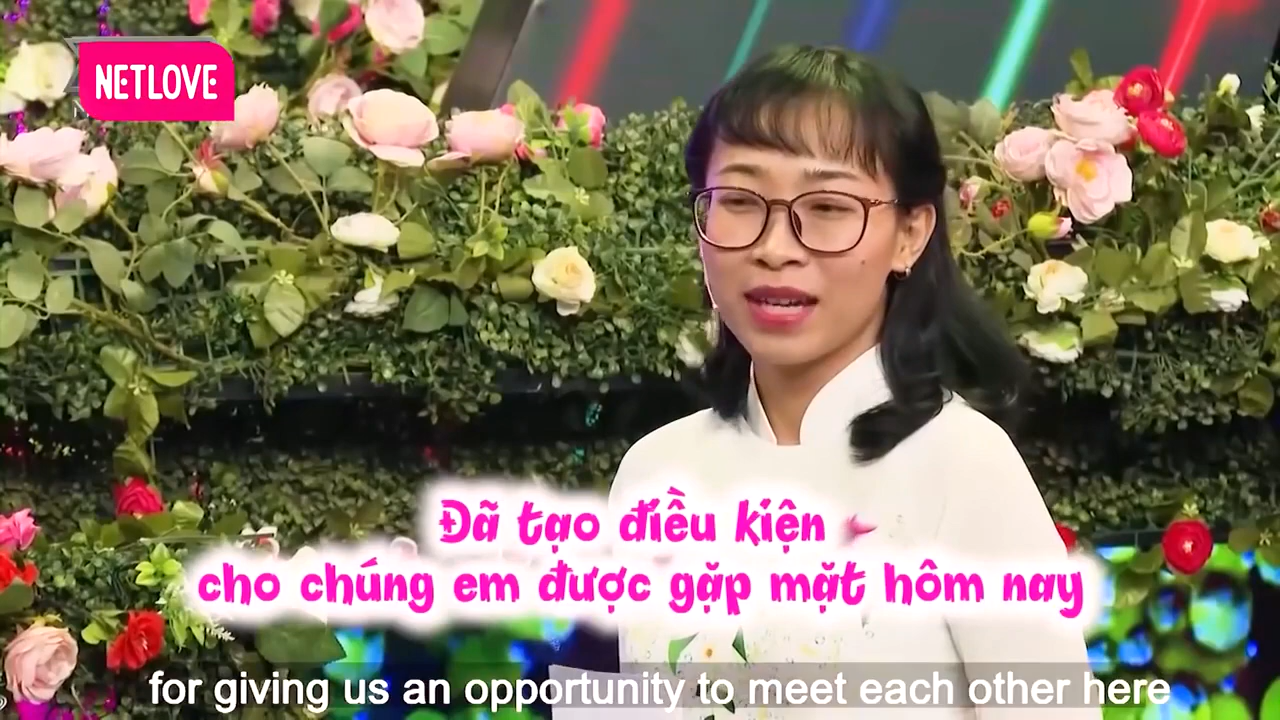 NETLOVE
Đã tạo điều kiện
cho chúng em được gặp mặt hôm nay
for giving us an opportunity to meet each other here